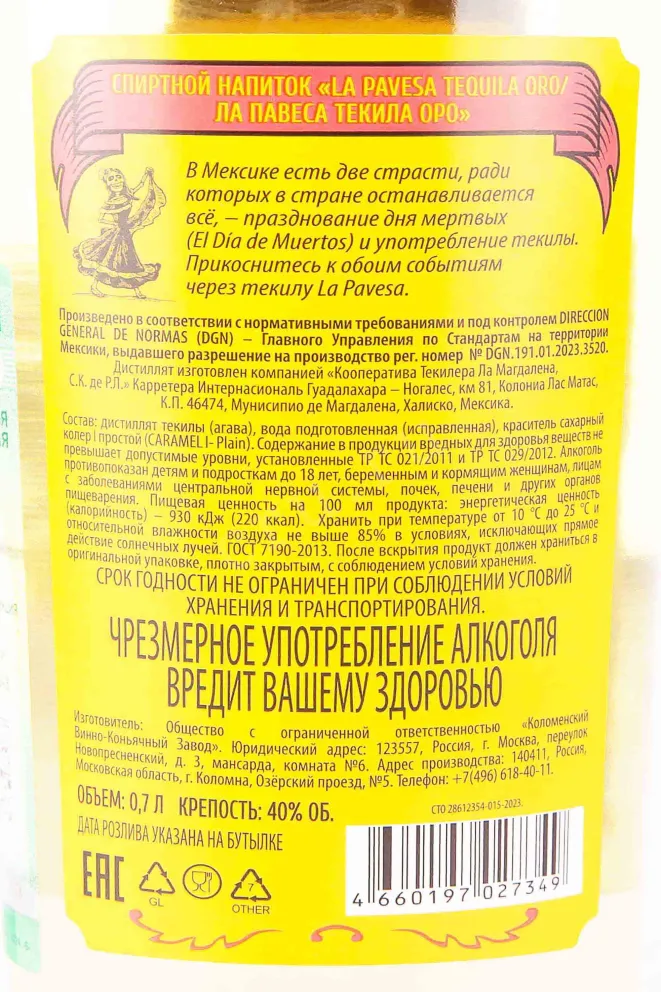 СПИРТНОЙ НАПИТОК «LA PAVESA TEQUILA ORO/
ЛА ПАВЕСА ТЕКИЛА ОРО»
В Мексике есть две страсти, ради
которых в стране останавливается
всё, – празднование дня мертвых
(El Día de Muertos) и употребление текилы.
Прикоснитесь к обоим событиям
через текилу La Pavesa.
Произведено в соответствии с нормативными требованиями и под контролем DIRECCION
GENERAL DE NORMAS (DGN) – Главного Управления по Стандартам на территории
Мексики, выдавшего разрешение на производство рег. номер № DGN.191.01.2023.3520.
Дистиллят изготовлен компанией «Кооператива Текилера Ла Магдалена,
С.К. де Р.Л.» Карретера Интернасиональ Гуадалахара – Ногалес, км 81, Колониа Лас Матас,
К.П. 46474, Мунисипио де Магдалена, Халиско, Мексика.
Состав: дистиллят текилы (агава), вода подготовленная (исправленная), краситель сахарный
колер I простой (CARAMEL I- Plain). Содержание в продукции вредных для здоровья веществ не
превышает допустимые уровни, установленные ТР ТС 021/2011 и ТР ТС 029/2012. Алкоголь
противопоказан детям и подросткам до 18 лет, беременным и кормящим женщинам, лицам
с заболеваниями центральной нервной системы, почек, печени и других органов
пищеварения. Пищевая ценность на 100 мл продукта: энергетическая ценность
(калорийность) – 930 кДж (220 ккал). Хранить при температуре от 10 °С до 25 °С и
относительной влажности воздуха не выше 85% в условиях, исключающих прямое
действие солнечных лучей. ГОСТ 7190-2013. После вскрытия продукт должен храниться в
оригинальной упаковке, плотно закрытым, с соблюдением условий хранения.
СРОК ГОДНОСТИ НЕ ОГРАНИЧЕН ПРИ СОБЛЮДЕНИИ УСЛОВИЙ
ХРАНЕНИЯ И ТРАНСПОРТИРОВАНИЯ.
ЧРЕЗМЕРНОЕ УПОТРЕБЛЕНИЕ АЛКОГОЛЯ
ВРЕДИТ ВАШЕМУ ЗДОРОВЬЮ
Изготовитель: Общество с ограниченной ответственностью «Коломенский
Винно-Коньячный Завод». Юридический адрес: 123557, Россия, г. Москва, переулок
Новопресненский, д. 3, мансарда, комната №6. Адрес производства: 140411, Россия,
Московская область, г. Коломна, Озёрский проезд, №5. Телефон: +7(496) 618-40-11.
ОБЪЕМ: 0,7 Л КРЕПОСТЬ: 40% ОБ.
СТО 28612354-015-2023.
ДАТА РОЗЛИВА УКАЗАНА НА БУТЫЛКЕ
EAC
GL
7
OTHER
4 660197 027349